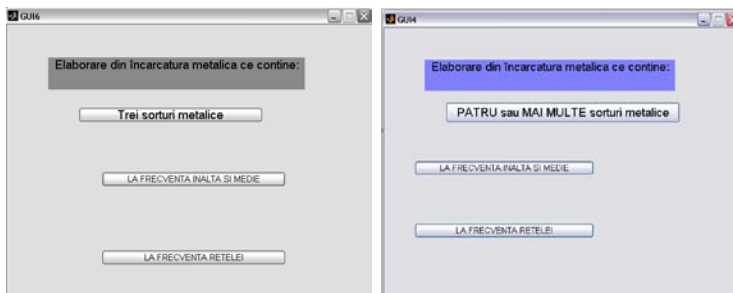 GUI6
Elaborare din încarcatura metalica ce contine:
Trei sorturi metalice
LA FRECVENTA INALTA SI MEDIE
LA FRECVENTA RETELEI
GUI4
Elaborare din încarcatura metalica ce contine:
PATRU sau MAI MULTE sorturi metalice
LA FRECVENTA INALTA SI MEDIE
LA FRECVENTA RETELEI